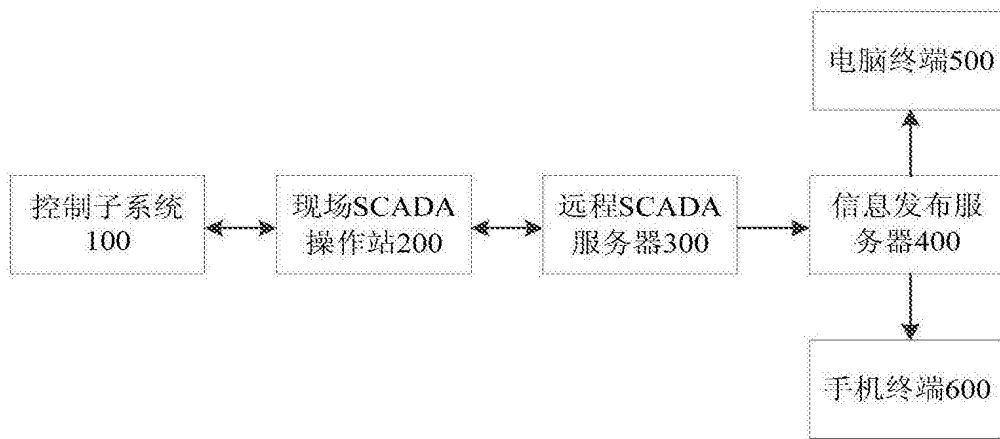 电脑终端500
控制子系统
100
现场SCADA
操作站200
远程SCADA
服务器300
信息发布服
务器400
手机终端600